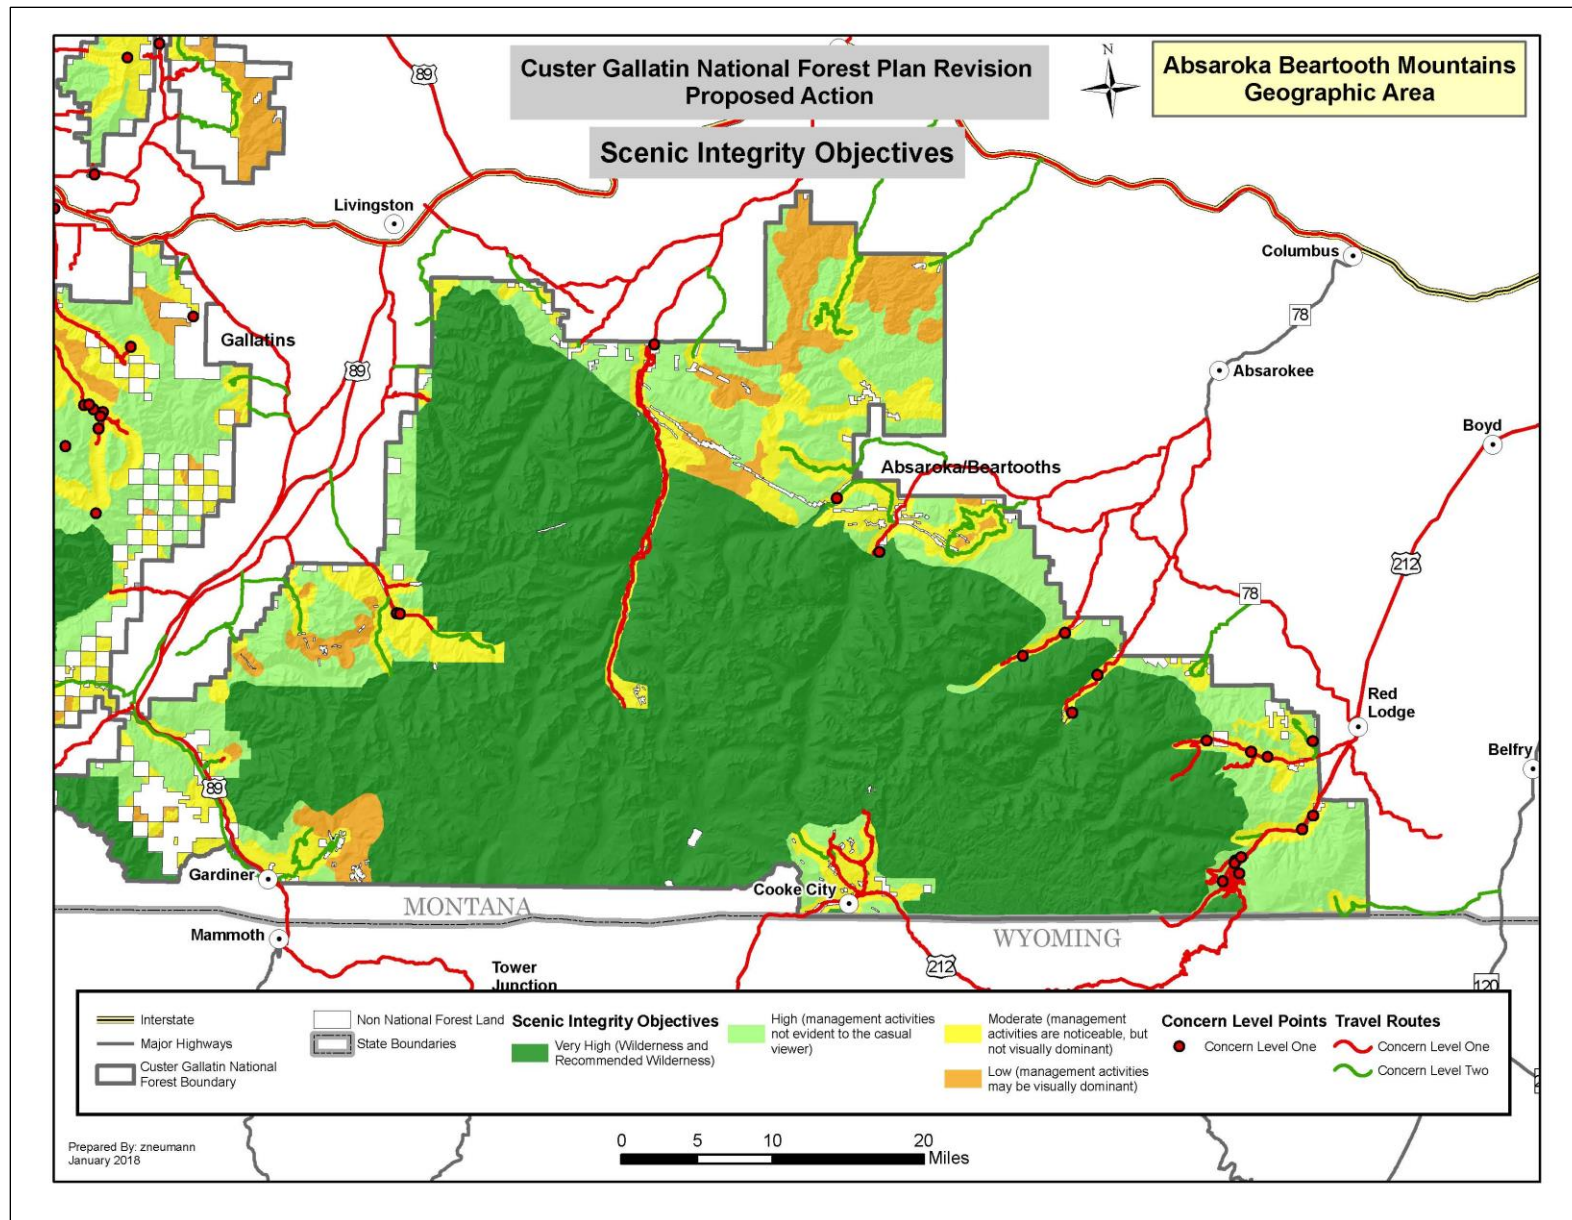 Custer Gallatin National Forest Plan Revision
Proposed Action
Scenic Integrity Objectives
N
Absaroka Beartooth Mountains
Geographic Area
89
Livingston
Columbus
78
Gallatins
89
Absarokee
Boyd
Absaroka/Beartooths
212
78
Red
Lodge
Belfry
89
Gardiner
Cooke City
MONTANA
WYOMING
Mammoth
212
Tower
Junction
120
Interstate
Major Highways
Custer Gallatin National
Forest Boundary
Non National Forest Land
State Boundaries
Scenic Integrity Objectives
Very High (Wilderness and
Recommended Wilderness)
High (management activities
not evident to the casual
viewer)
Moderate (management
activities are noticeable, but
not visually dominant)
Low (management activities
may be visually dominant)
Concern Level Points
Concern Level One
Travel Routes
Concern Level One
Concern Level Two
Prepared By: zneumann
January 2018
0 5 10 20
Miles